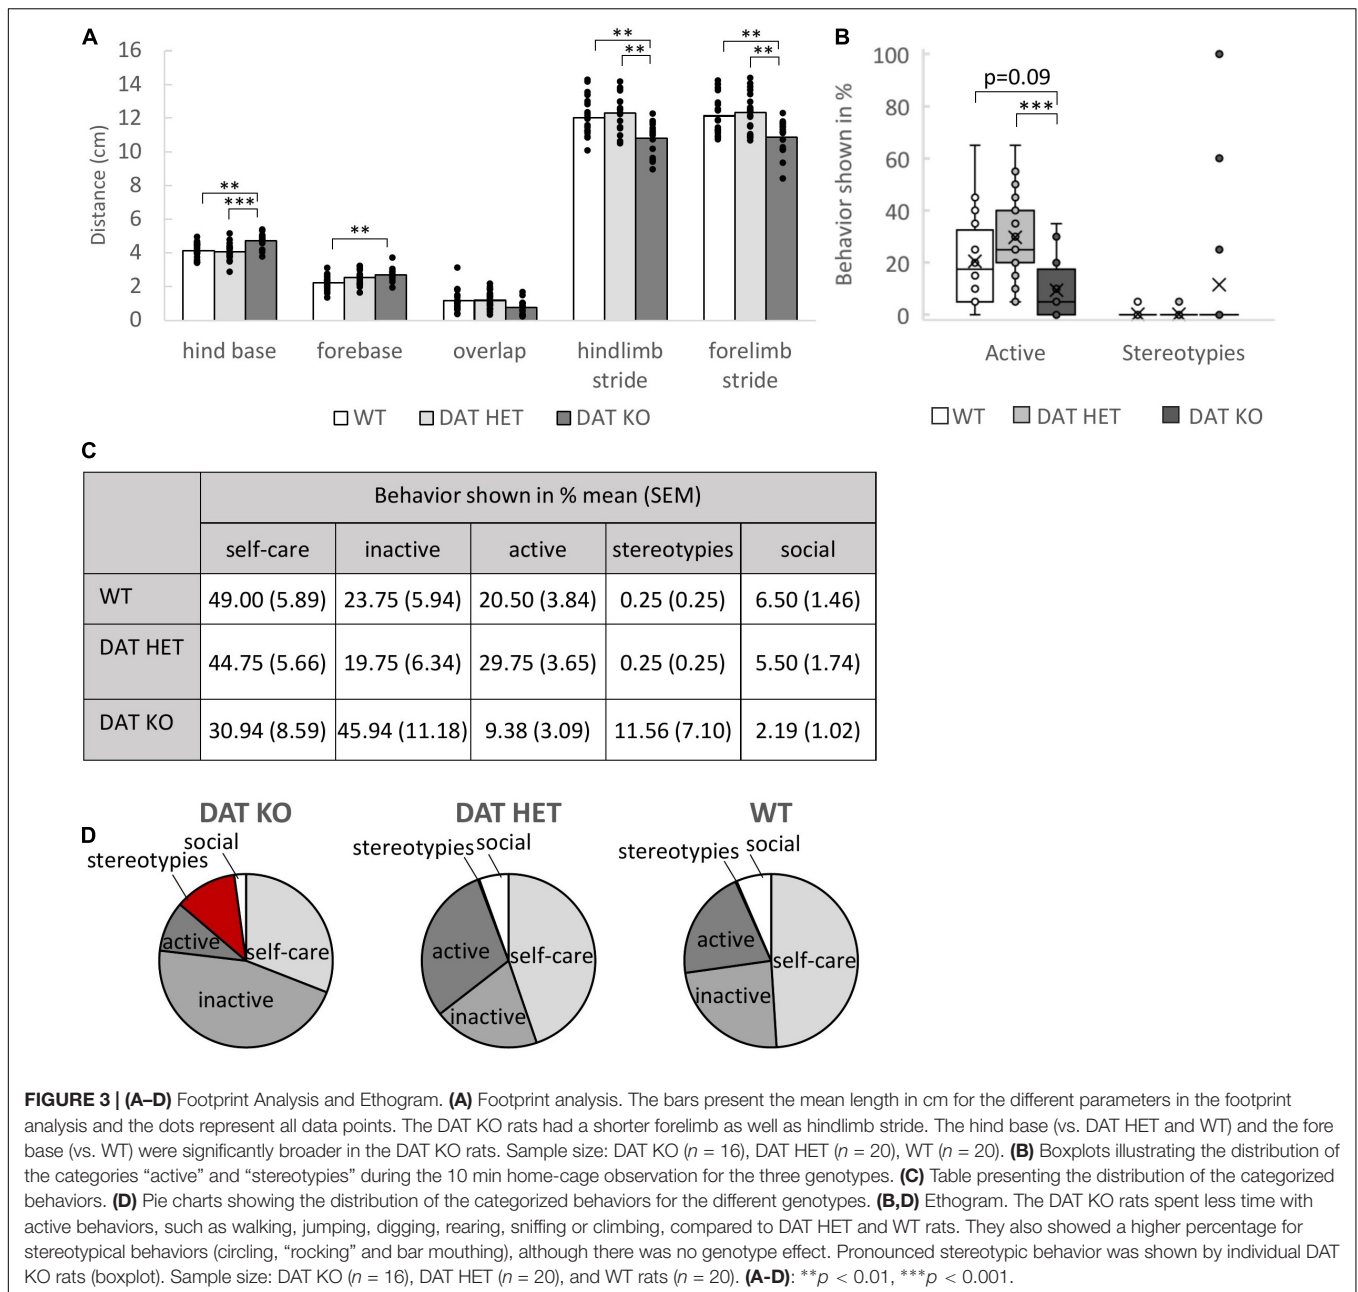 A
16
14
12
10
8
6
4
2
0
Distance (cm)
**
***
**
**
**
**
**
hind base
forebase
overlap
hindlimb
stride
forelimb
stride
WT
DAT HET
DAT KO
B
100
80
60
40
20
0
Behavior shown in %
p=0.09
***
Active
Stereotypies
WT
DAT HET
DAT KO
C
Behavior shown in % mean (SEM)
self-care inactive active stereotypies social
WT 49.00 (5.89) 23.75 (5.94) 20.50 (3.84) 0.25 (0.25) 6.50 (1.46)
DAT HET 44.75 (5.66) 19.75 (6.34) 29.75 (3.65) 0.25 (0.25) 5.50 (1.74)
DAT KO 30.94 (8.59) 45.94 (11.18) 9.38 (3.09) 11.56 (7.10) 2.19 (1.02)
D
DAT KO
social
stereotypies
active
self-care
inactive
DAT HET
stereotypies
social
active
self-care
inactive
WT
stereotypies
social
active
self-care
inactive
FIGURE 3 | (A–D) Footprint Analysis and Ethogram. (A) Footprint analysis. The bars present the mean length in cm for the different parameters in the footprint
analysis and the dots represent all data points. The DAT KO rats had a shorter forelimb as well as hindlimb stride. The hind base (vs. DAT HET and WT) and the fore
base (vs. WT) were significantly broader in the DAT KO rats. Sample size: DAT KO (n = 16), DAT HET (n = 20), WT (n = 20). (B) Boxplots illustrating the distribution of
the categories “active” and “stereotypies” during the 10 min home-cage observation for the three genotypes. (C) Table presenting the distribution of the categorized
behaviors. (D) Pie charts showing the distribution of the categorized behaviors for the different genotypes. (B,D) Ethogram. The DAT KO rats spent less time with
active behaviors, such as walking, jumping, digging, rearing, sniffing or climbing, compared to DAT HET and WT rats. They also showed a higher percentage for
stereotypical behaviors (circling, “rocking” and bar mouthing), although there was no genotype effect. Pronounced stereotypic behavior was shown by individual DAT
KO rats (boxplot). Sample size: DAT KO (n = 16), DAT HET (n = 20), and WT rats (n = 20). (A-D): **p < 0.01, ***p < 0.001.